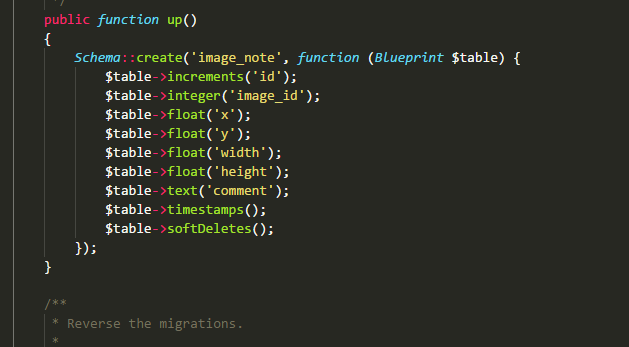 */
public function up()
{
Schema::create('image_note', function (Blueprint $table) {
$table->increments('id');
$table->integer('image_id');
$table->float('x');
$table->float('y');
$table->float('width');
$table->float('height');
$table->text('comment');
$table->timestamps();
$table->softDeletes();
});
}
/**
* Reverse the migrations.
*